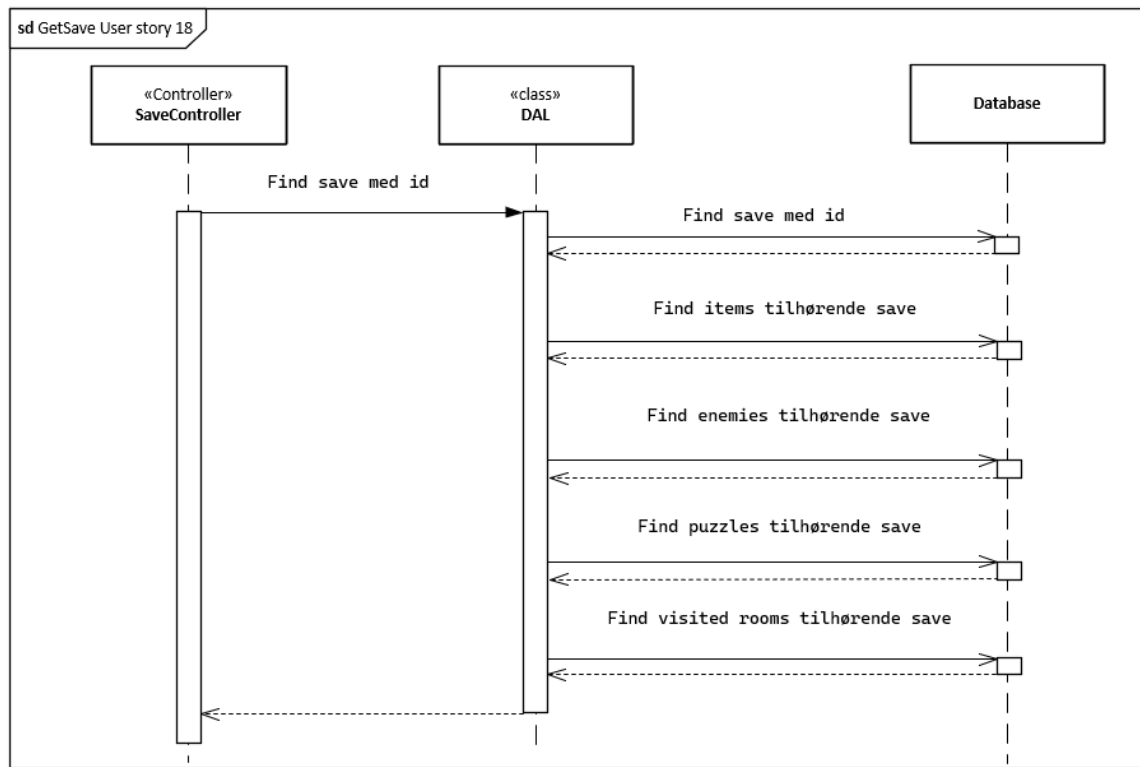 sd GetSave User story 18
«Controller»
SaveController
«class»
DAL
Database
Find save med id
Find save med id
Find items tilhørende save
Find enemies tilhørende save
Find puzzles tilhørende save
Find visited rooms tilhørende save